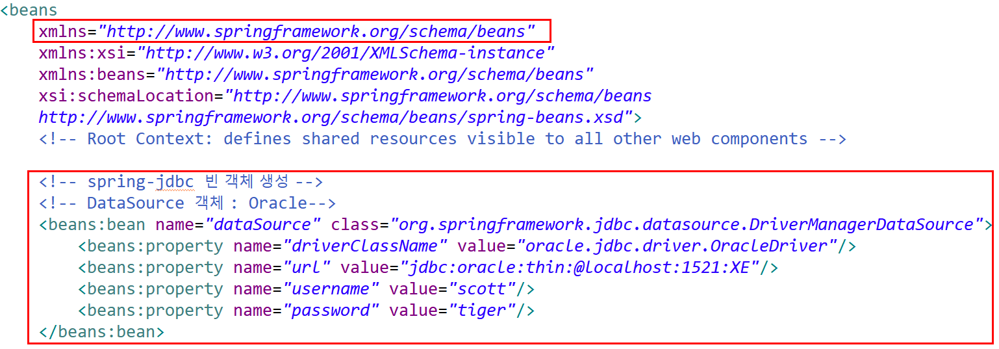 <beans
xmlns="http://www.springframework.org/schema/beans"
xmlns:xsi="http://www.w3.org/2001/XMLSchema-instance"
xmlns:beans="http://www.springframework.org/schema/beans"
xsi:schemaLocation="http://www.springframework.org/schema/beans
http://www.springframework.org/schema/beans/spring-beans.xsd">
<!-- Root Context: defines shared resources visible to all other web components -->
<!-- spring-jdbc 빈 객체 생성 -->
<!-- DataSource 객체 : Oracle-->
<beans:bean name="dataSource" class="org.springframework.jdbc.datasource.DriverManagerDataSource">
<beans:property name="driverClassName" value="oracle.jdbc.driver.OracleDriver"/>
<beans:property name="url" value="jdbc:oracle:thin:@localhost:1521:XE"/>
<beans:property name="username" value="scott"/>
<beans:property name="password" value="tiger"/>
</beans:bean>